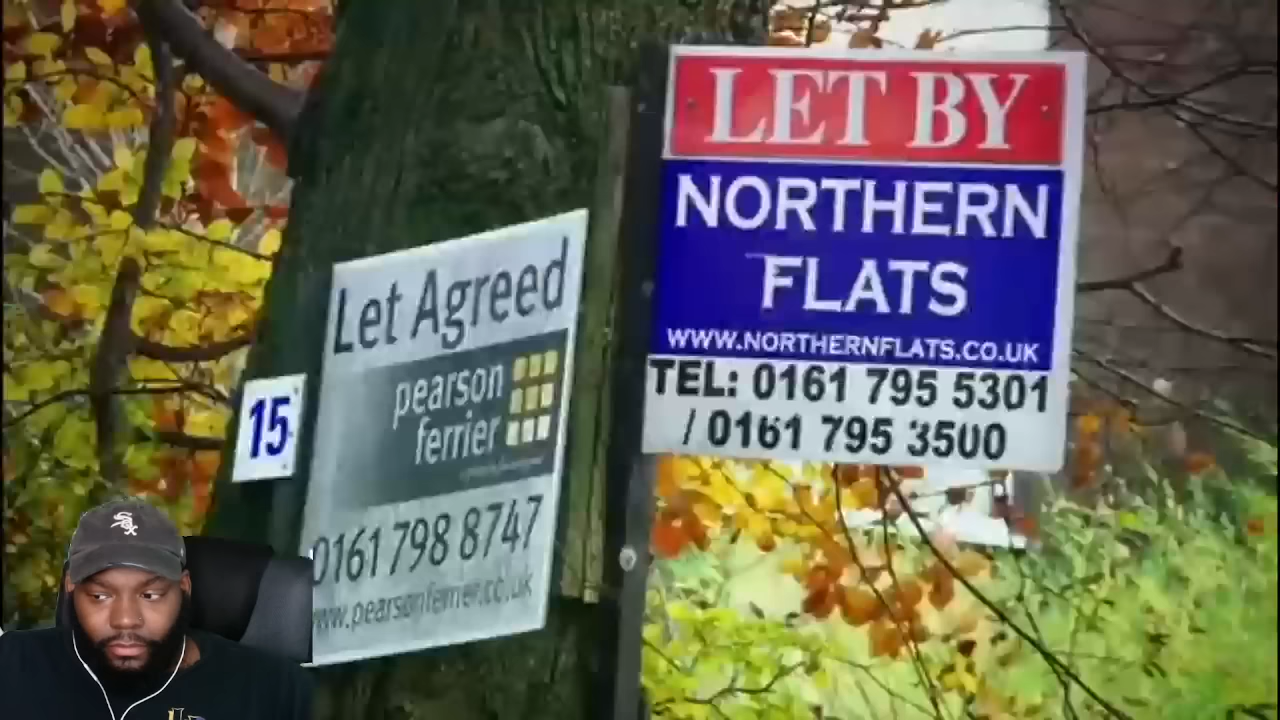 LET BY
NORTHERN
FLATS
WWW.NORTHERNFLATS.CO.UK
TEL: 0161 795 5301
/ 0161 795 3500
Let Agreed
pearson
ferrier
0161 798 8747
www.pearsonferrier.co.uk
15
Sox